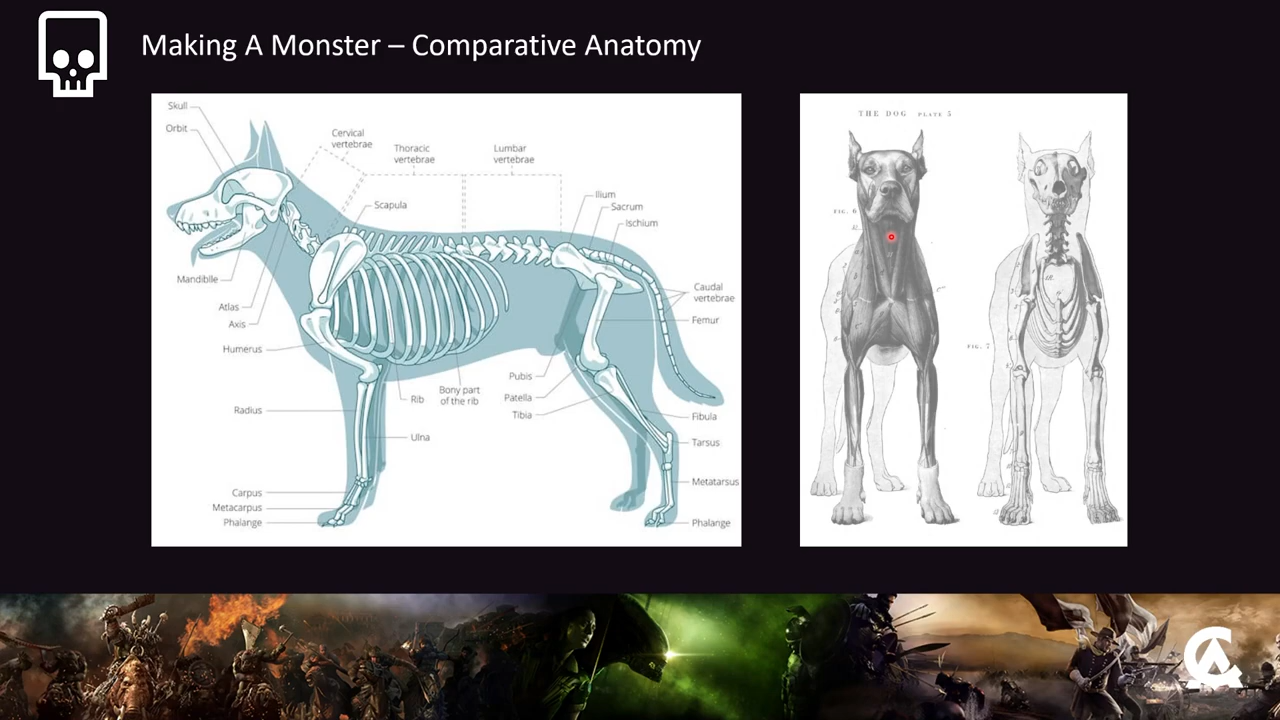 Making A Monster – Comparative Anatomy
Skull
Orbit
Cervical
vertebrae
Thoracic
vertebrae
Lumbar
vertebrae
Scapula
Ilium
Sacrum
Ischium
Mandiblle
Atlas
Axis
Humerus
Caudal
vertebrae
Femur
Pubis
Patella
Tibia
Rib
Bony part
of the rib
Radius
Ulna
Fibula
Tarsus
Carpus
Metacarpus
Phalange
Metatarsus
Phalange
THE DOG PLATE 5
FIG. 6
FIG. 7